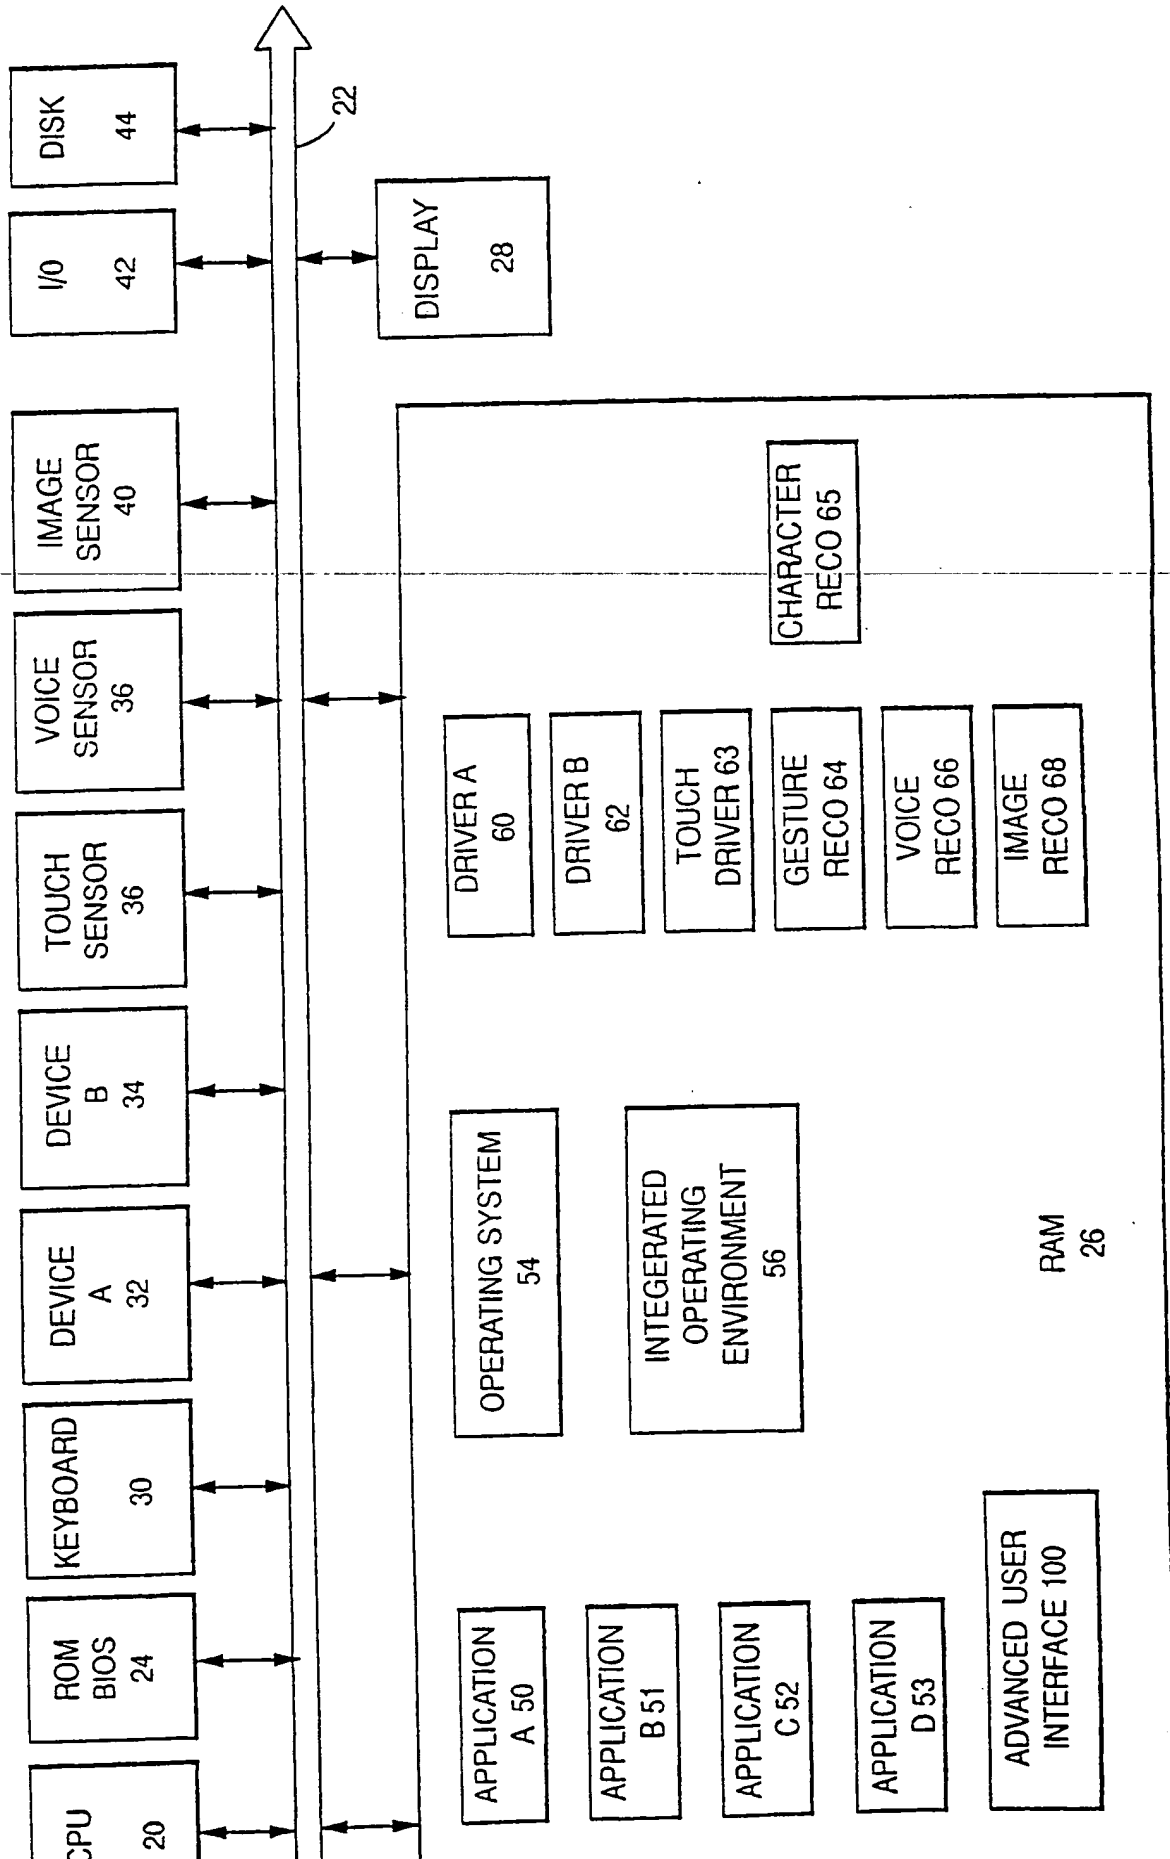 CPU
20
ROM
BIOS
24
KEYBOARD
30
DEVICE
A
32
DEVICE
B
34
TOUCH
SENSOR
36
VOICE
SENSOR
36
IMAGE
SENSOR
40
I/O
42
DISK
44
22
DISPLAY
28
APPLICATION
A 50
APPLICATION
B 51
APPLICATION
C 52
APPLICATION
D 53
ADVANCED USER
INTERFACE 100
OPERATING SYSTEM
54
INTEGERATED
OPERATING
ENVIRONMENT
56
RAM
26
DRIVER A
60
DRIVER B
62
TOUCH
DRIVER 63
GESTURE
RECO 64
VOICE
RECO 66
IMAGE
RECO 68
CHARACTER
RECO 65